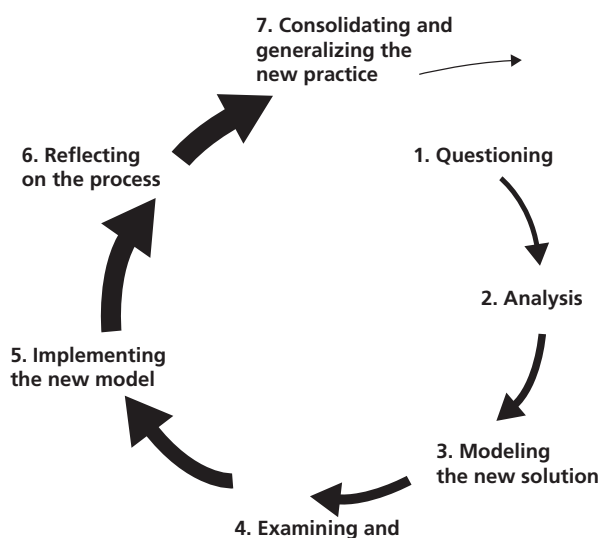 7. Consolidating and
generalizing the
new practice
6. Reflecting
on the process
1. Questioning
2. Analysis
5. Implementing
the new model
3. Modeling
the new solution
4. Examining and